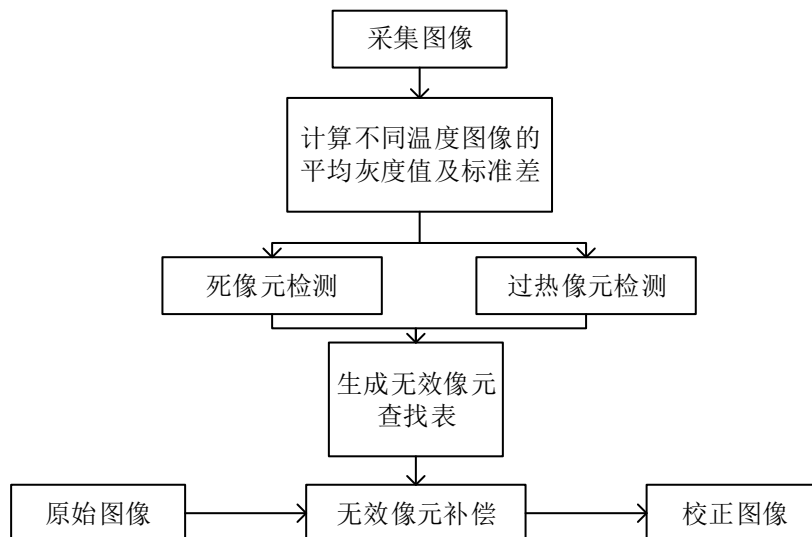 采集图像
计算不同温度图像的
平均灰度值及标准差
死像元检测
过热像元检测
生成无效像元
查找表
原始图像
无效像元补偿
校正图像